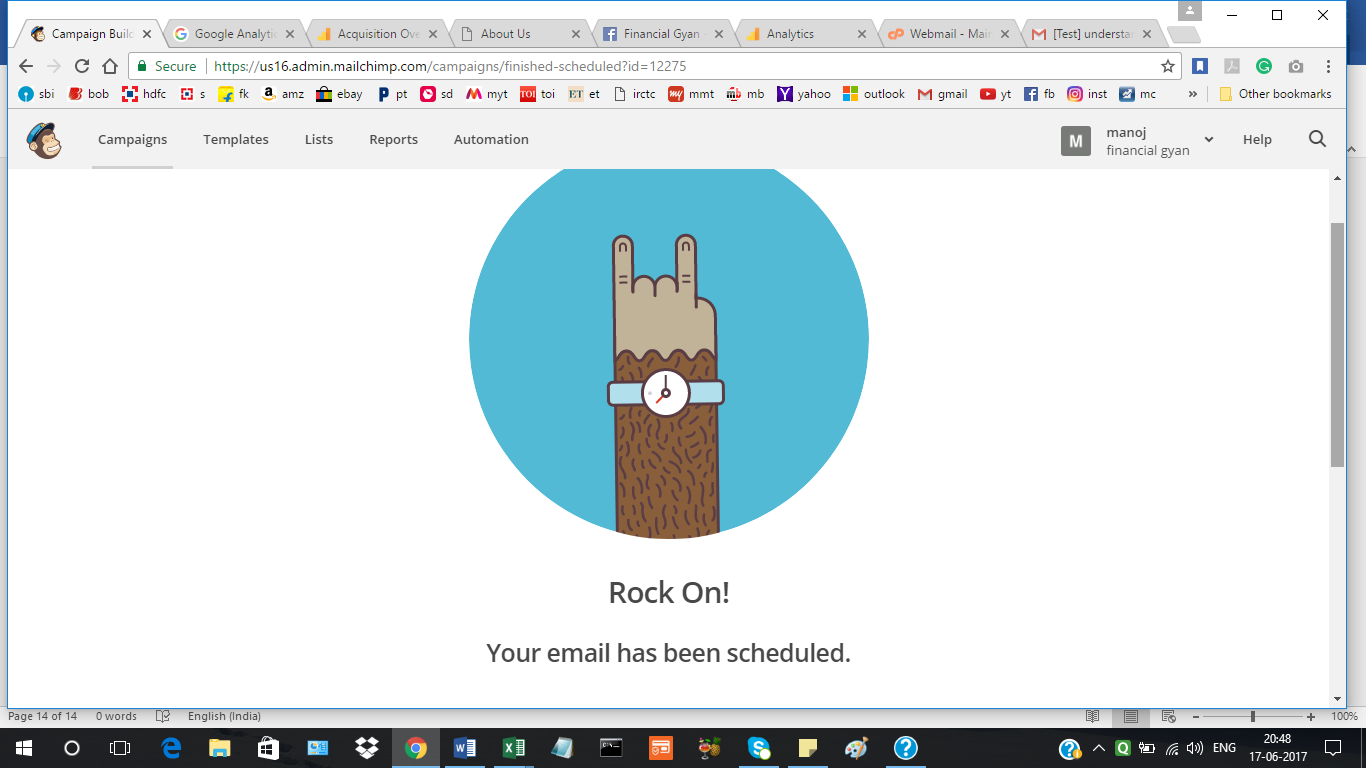 Campaign Buil
Google Analytic
Acquisition Ove
About Us
Financial Gyan -
Analytics
Webmail - Mai
[Test] understa
Secure
https://us16.admin.mailchimp.com/campaigns/finished-scheduled?id=12275
sbi bob hdfc s fk amz ebay pt sd myt TOI toi ET et irctc my mmt mb yahoo outlook gmail yt fb inst mc » Other bookmarks
Campaigns Templates Lists Reports Automation
M
manoj
financial gyan
Help
Rock On!
Your email has been scheduled.
Page 14 of 14 0 words English (India) 100%
ENG
20:48
17-06-2017